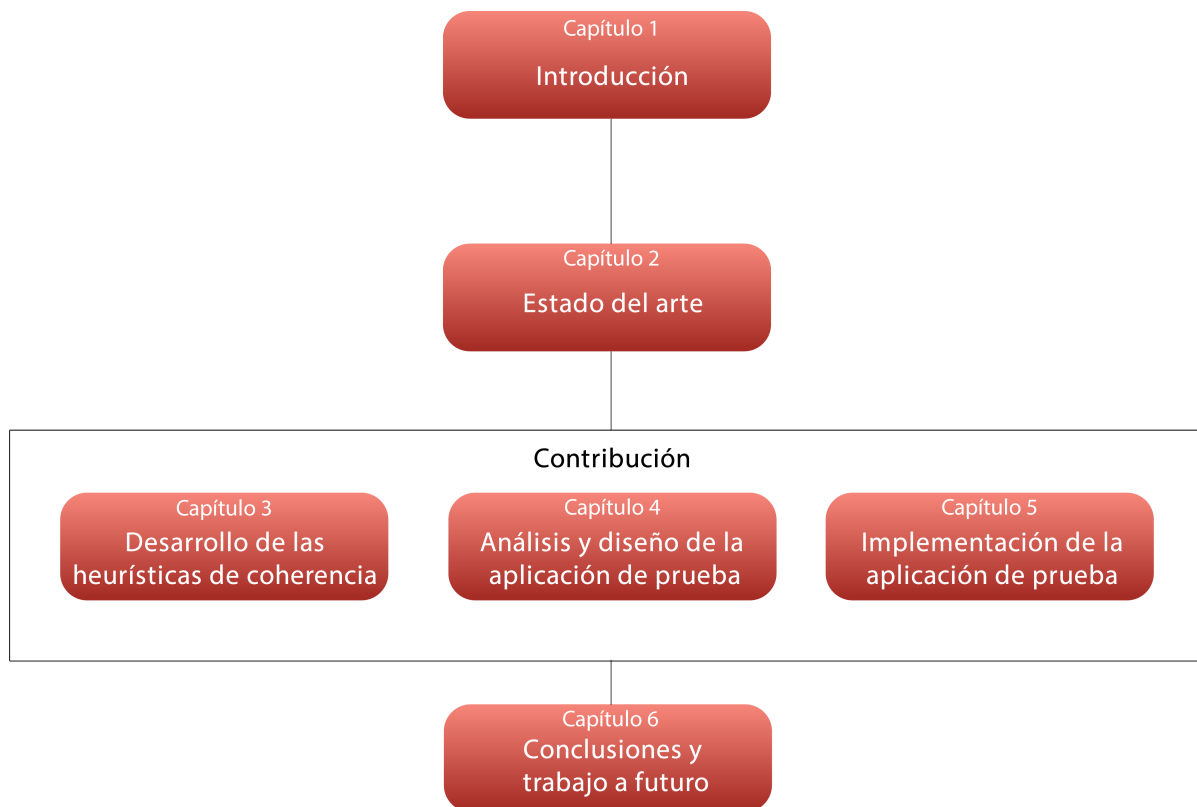 Capítulo 1
Introducción
Capítulo 2
Estado del arte
Contribución
Capítulo 3
Desarrollo de las
heurísticas de coherencia
Capítulo 4
Análisis y diseño de la
aplicación de prueba
Capítulo 5
Implementación de la
aplicación de prueba
Capítulo 6
Conclusiones y
trabajo a futuro